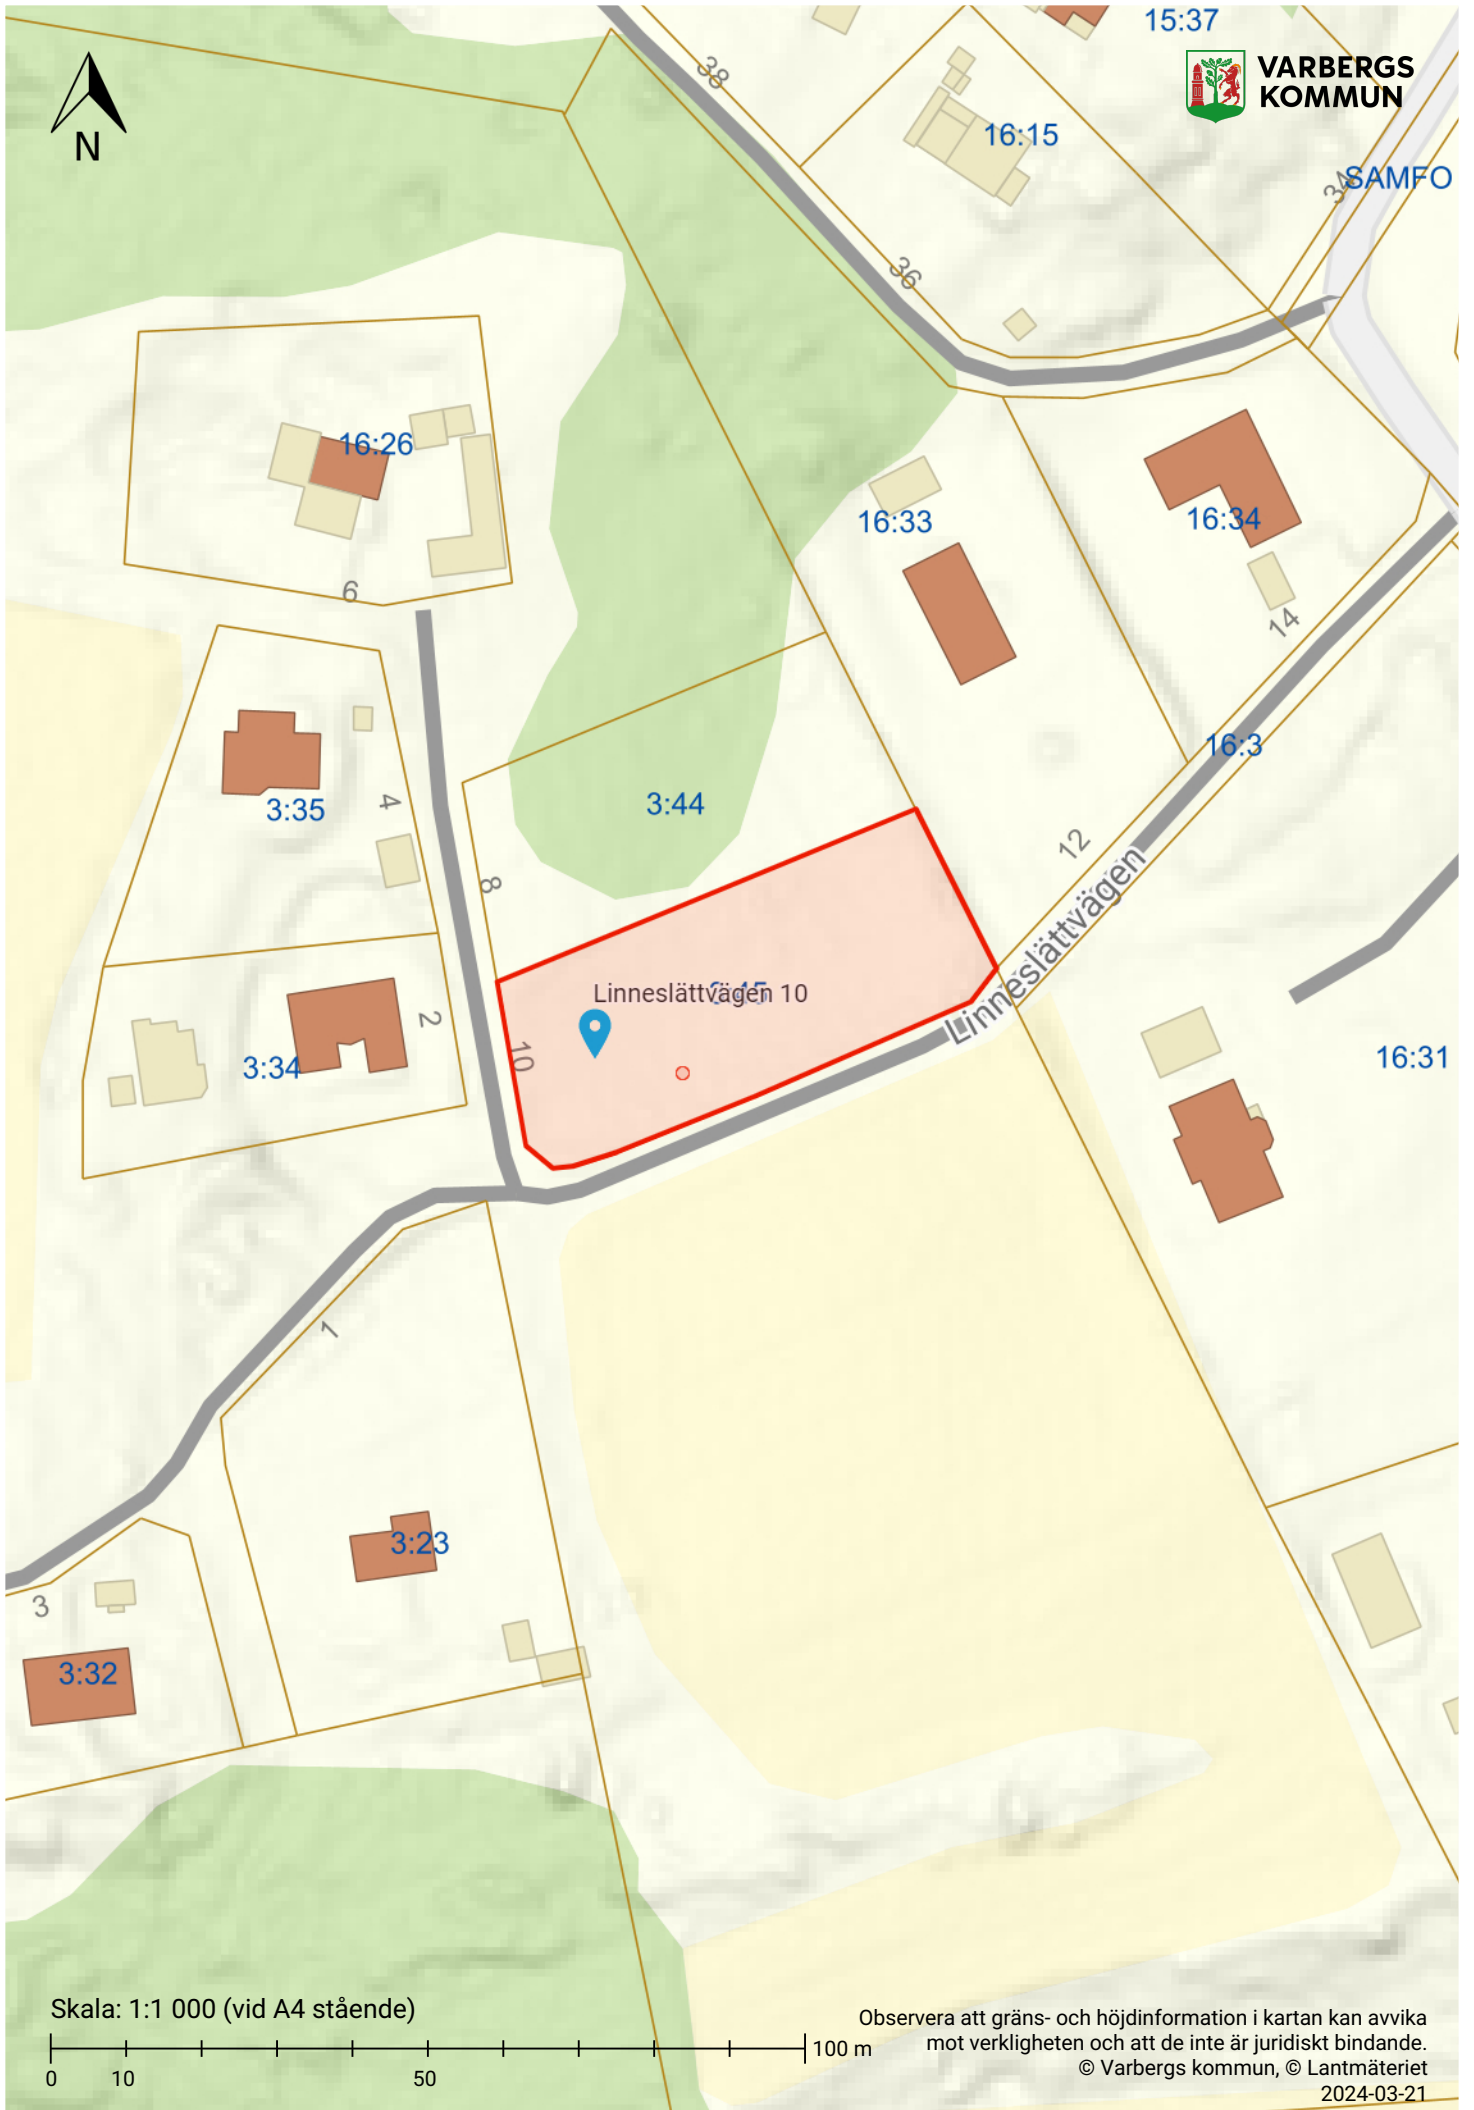 15:37
VARBERGS
KOMMUN
N
38
16:15
34
SAMFO
36
16:26
16:33
16:34
6
14
16:3
3:35
4
3:44
8
12
Linneslättvägen
Linneslättvägen 10
3:45
2
10
3:34
16:31
1
3:23
3
3:32
Skala: 1:1 000 (vid A4 stående)
0 10 50 100 m
Observera att gräns- och höjdinformation i kartan kan avvika
mot verkligheten och att de inte är juridiskt bindande.
© Varbergs kommun, © Lantmäteriet
2024-03-21